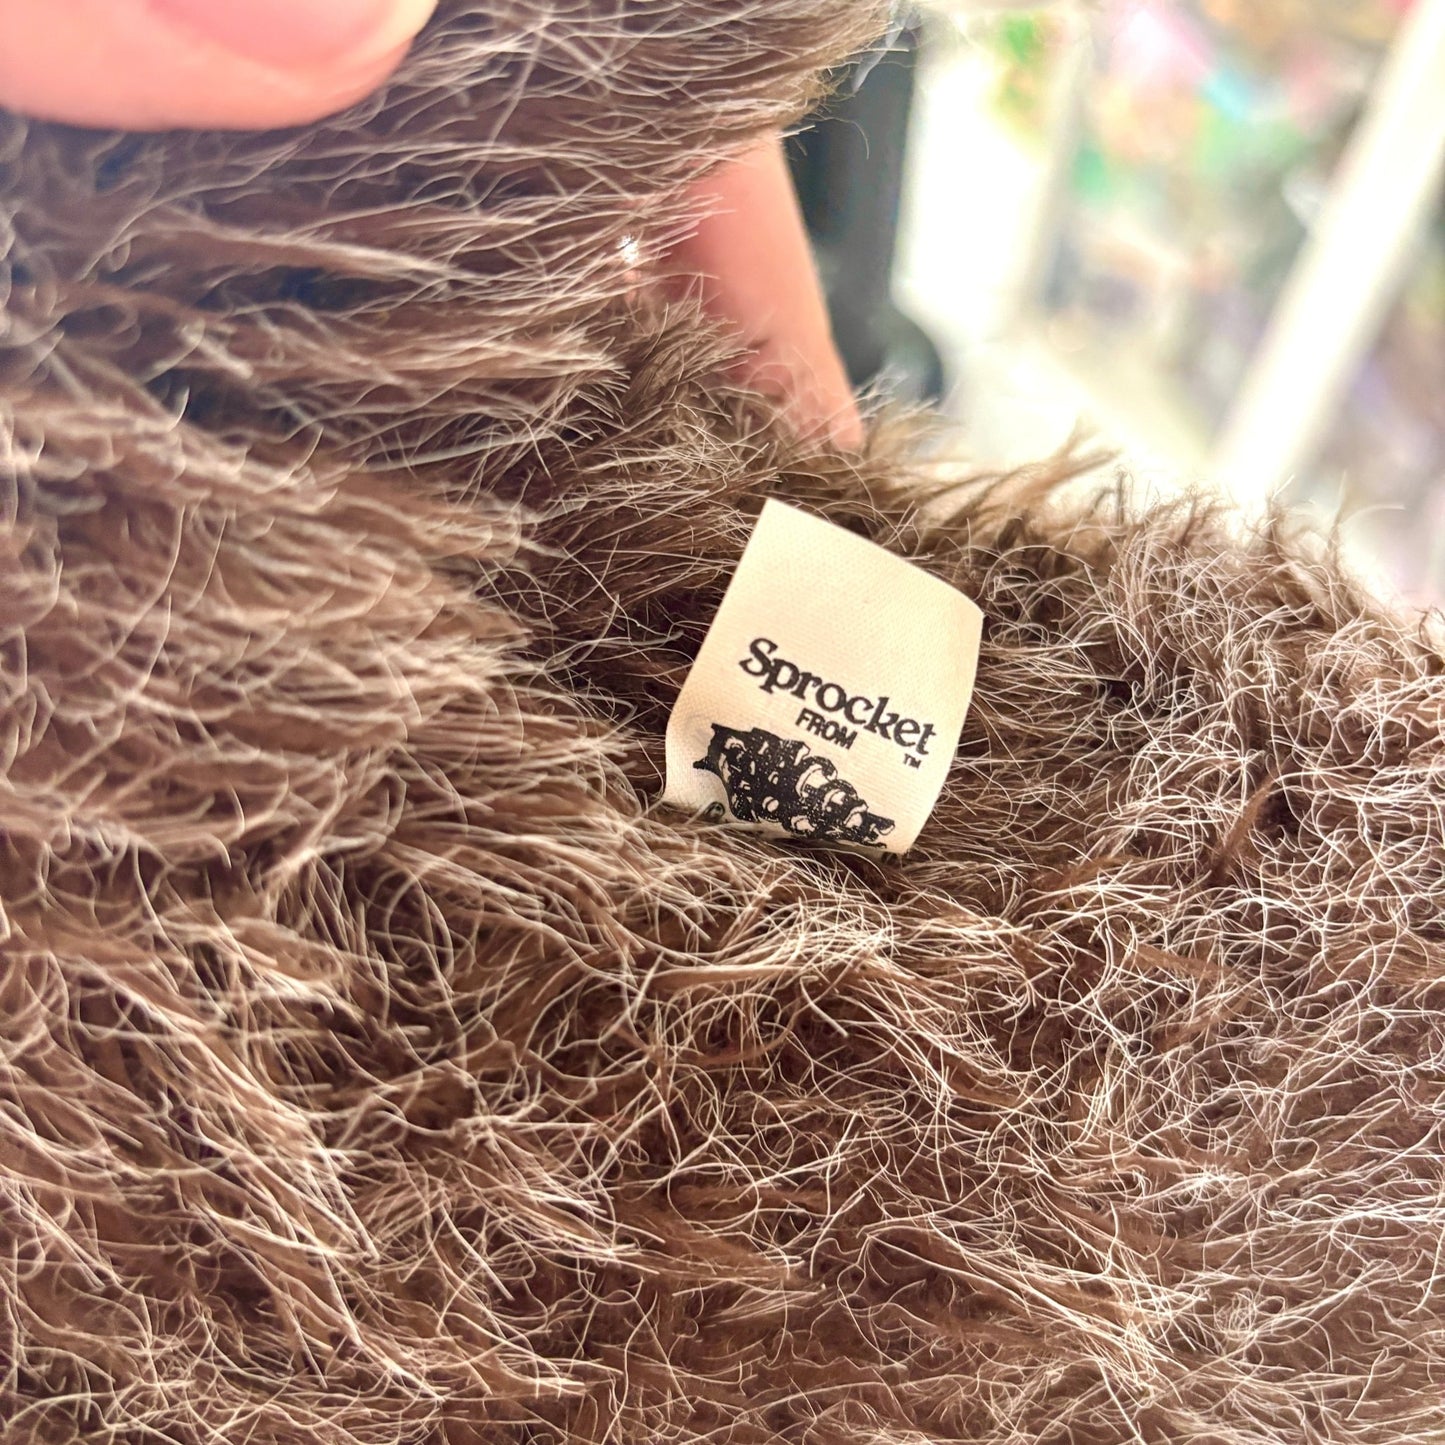 Sprocket
FROM
™